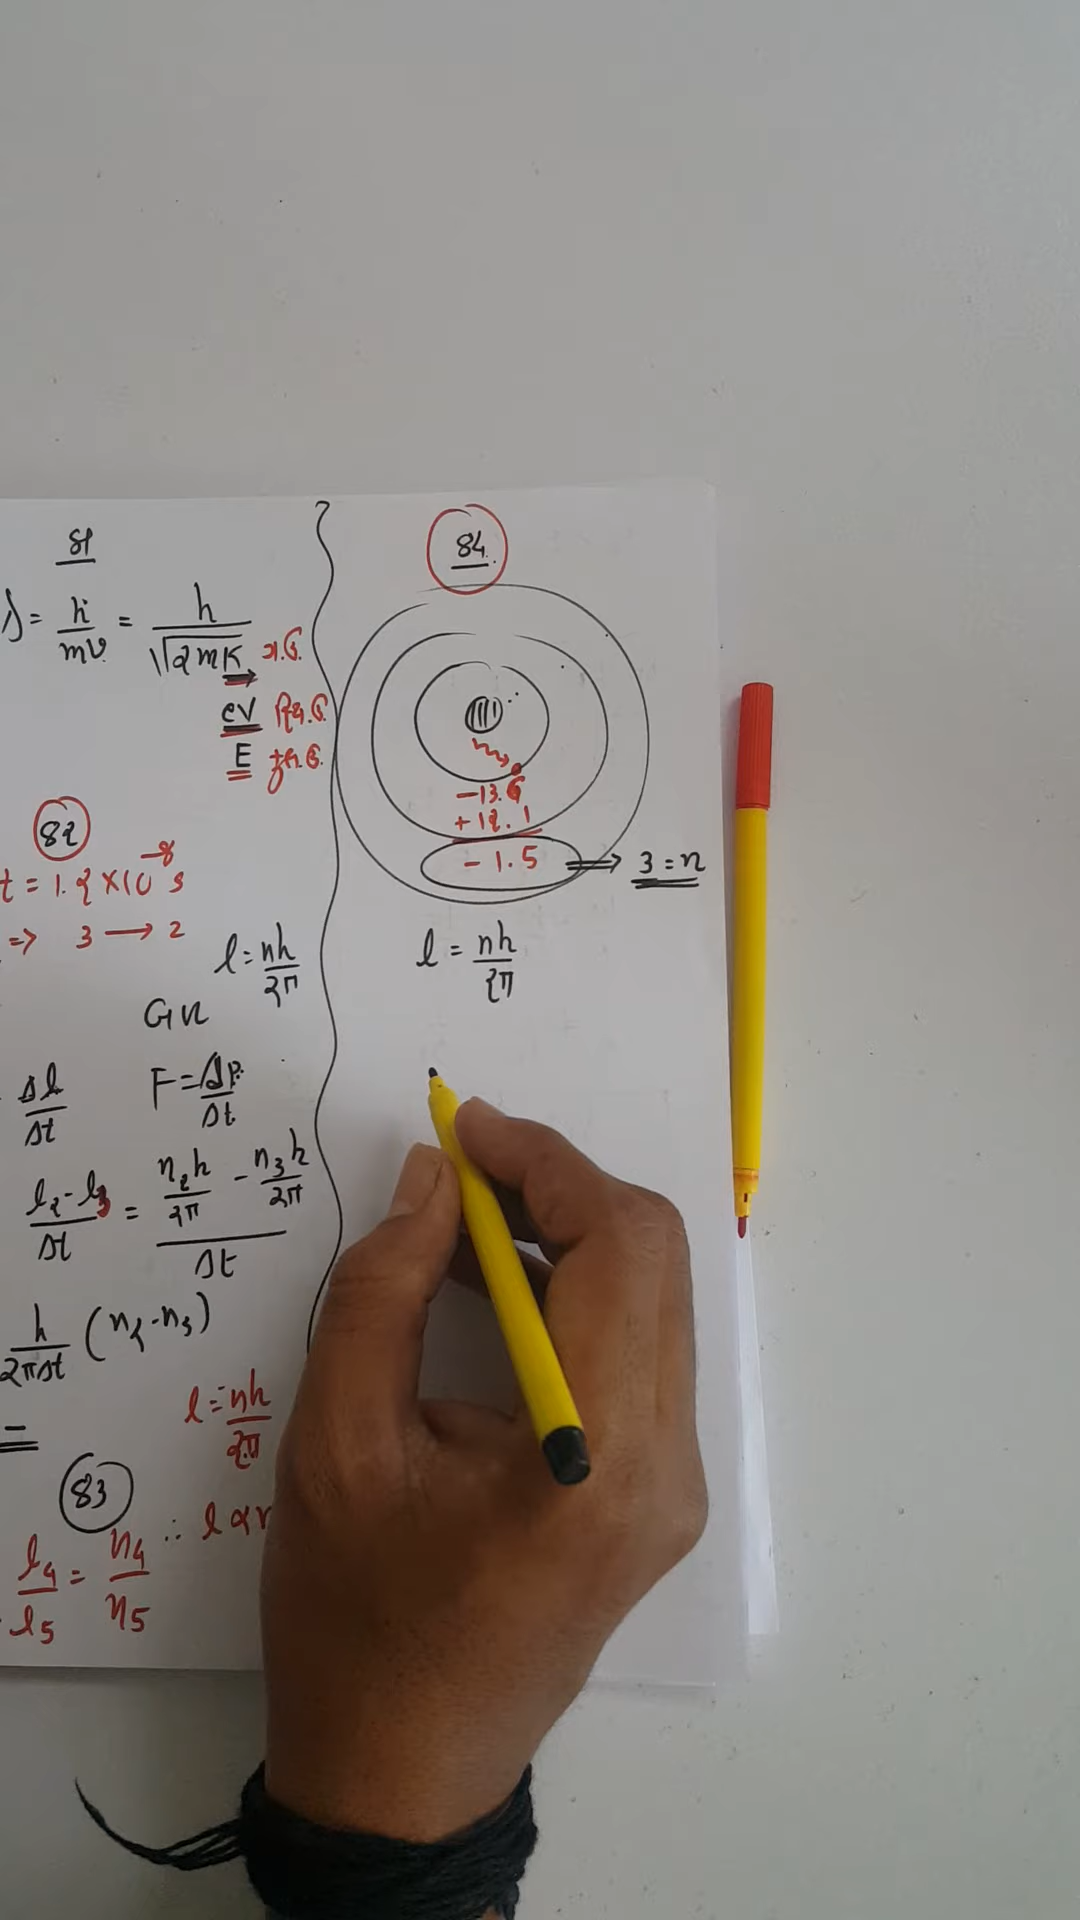 81
λ = h/mv = h/√2mK
eV
E
82
t = 1.2 × 10⁻⁸ s
=> 3 → 2
l = nh/2π
Δl/Δt
F = Δp/Δt
l₂ - l₃/Δt = n₂h/2π - n₃h/2π/Δt
h/2πΔt (n₂ - n₃)
l = nh/2π
83
∴ l α
l₄/l₅ = n₄/n₅
84
-13.6
+12.1
-1.5 ⟹ 3 = n
l = nh/2π